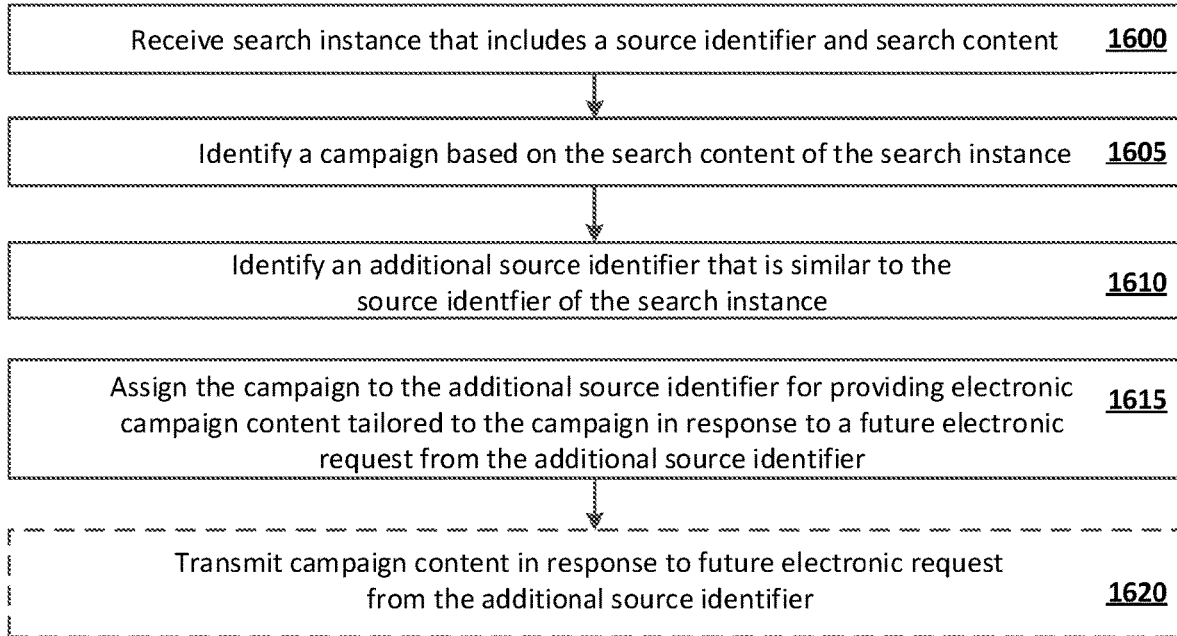 Receive search instance that includes a source identifier and search content 1600
Identify a campaign based on the search content of the search instance 1605
Identify an additional source identifier that is similar to the
source identfier of the search instance 1610
Assign the campaign to the additional source identifier for providing electronic 1615
campaign content tailored to the campaign in response to a future electronic
request from the additional source identifier
Transmit campaign content in response to future electronic request
from the additional source identifier 1620